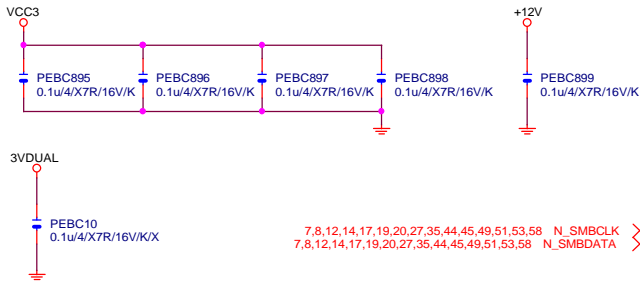 VCC3
+12V
PEBC895
0.1u/4/X7R/16V/K
PEBC896
0.1u/4/X7R/16V/K
PEBC897
0.1u/4/X7R/16V/K
PEBC898
0.1u/4/X7R/16V/K
PEBC899
0.1u/4/X7R/16V/K
3VDUAL
PEBC10
0.1u/4/X7R/16V/K/X
7,8,12,14,17,19,20,27,35,44,45,49,51,53,58 N_SMBCLK
7,8,12,14,17,19,20,27,35,44,45,49,51,53,58 N_SMBDATA